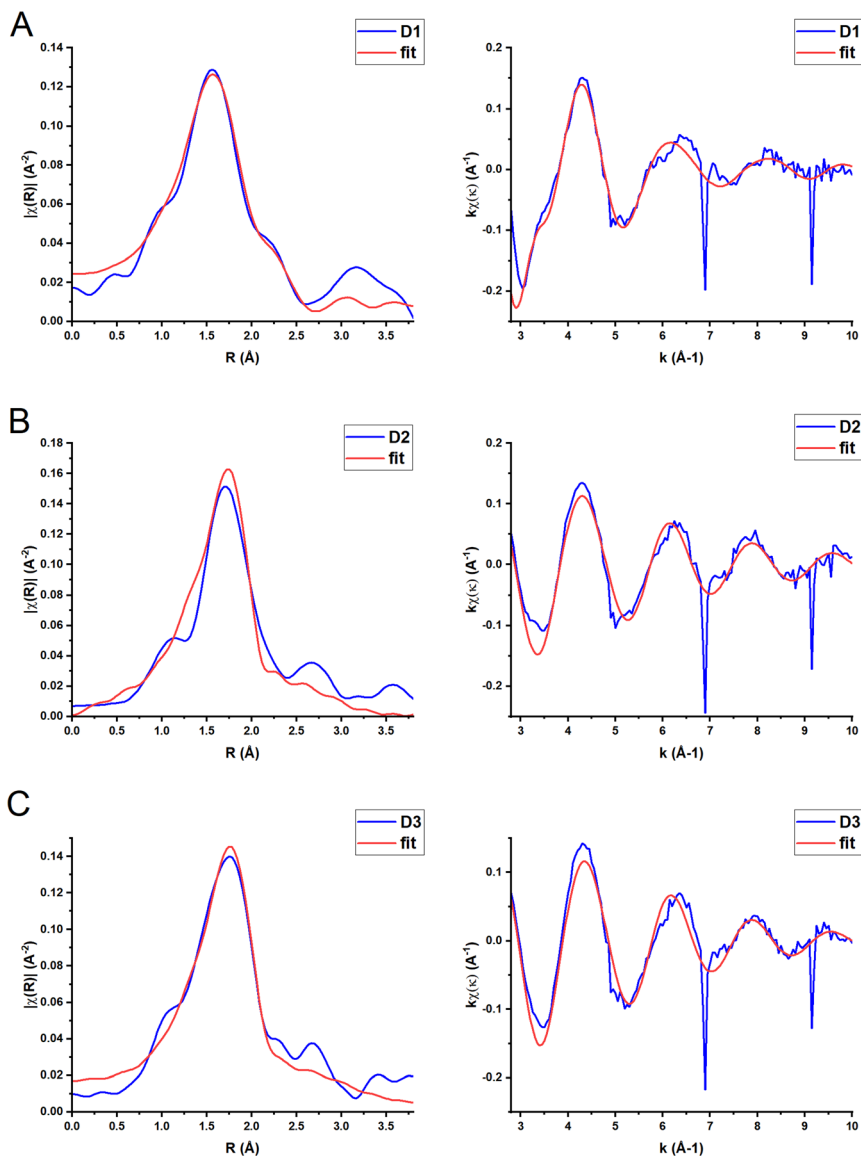 A
D1
fit
0.14
0.12
0.10
0.08
0.06
0.04
0.02
0.00
|χ(R)| (A⁻²)
0.0 0.5 1.0 1.5 2.0 2.5 3.0 3.5
R (Å)
D1
fit
0.2
0.1
0.0
-0.1
-0.2
kχ(κ) (A⁻¹)
3 4 5 6 7 8 9 10
k (Å-1)
B
D2
fit
0.18
0.16
0.14
0.12
0.10
0.08
0.06
0.04
0.02
0.00
|χ(R)| (A⁻²)
0.0 0.5 1.0 1.5 2.0 2.5 3.0 3.5
R (Å)
D2
fit
0.2
0.1
0.0
-0.1
-0.2
kχ(κ) (A⁻¹)
3 4 5 6 7 8 9 10
k (Å-1)
C
D3
fit
0.14
0.12
0.10
0.08
0.06
0.04
0.02
0.00
|χ(R)| (A⁻²)
0.0 0.5 1.0 1.5 2.0 2.5 3.0 3.5
R (Å)
D3
fit
0.1
0.0
-0.1
-0.2
kχ(κ) (A⁻¹)
3 4 5 6 7 8 9 10
k (Å-1)